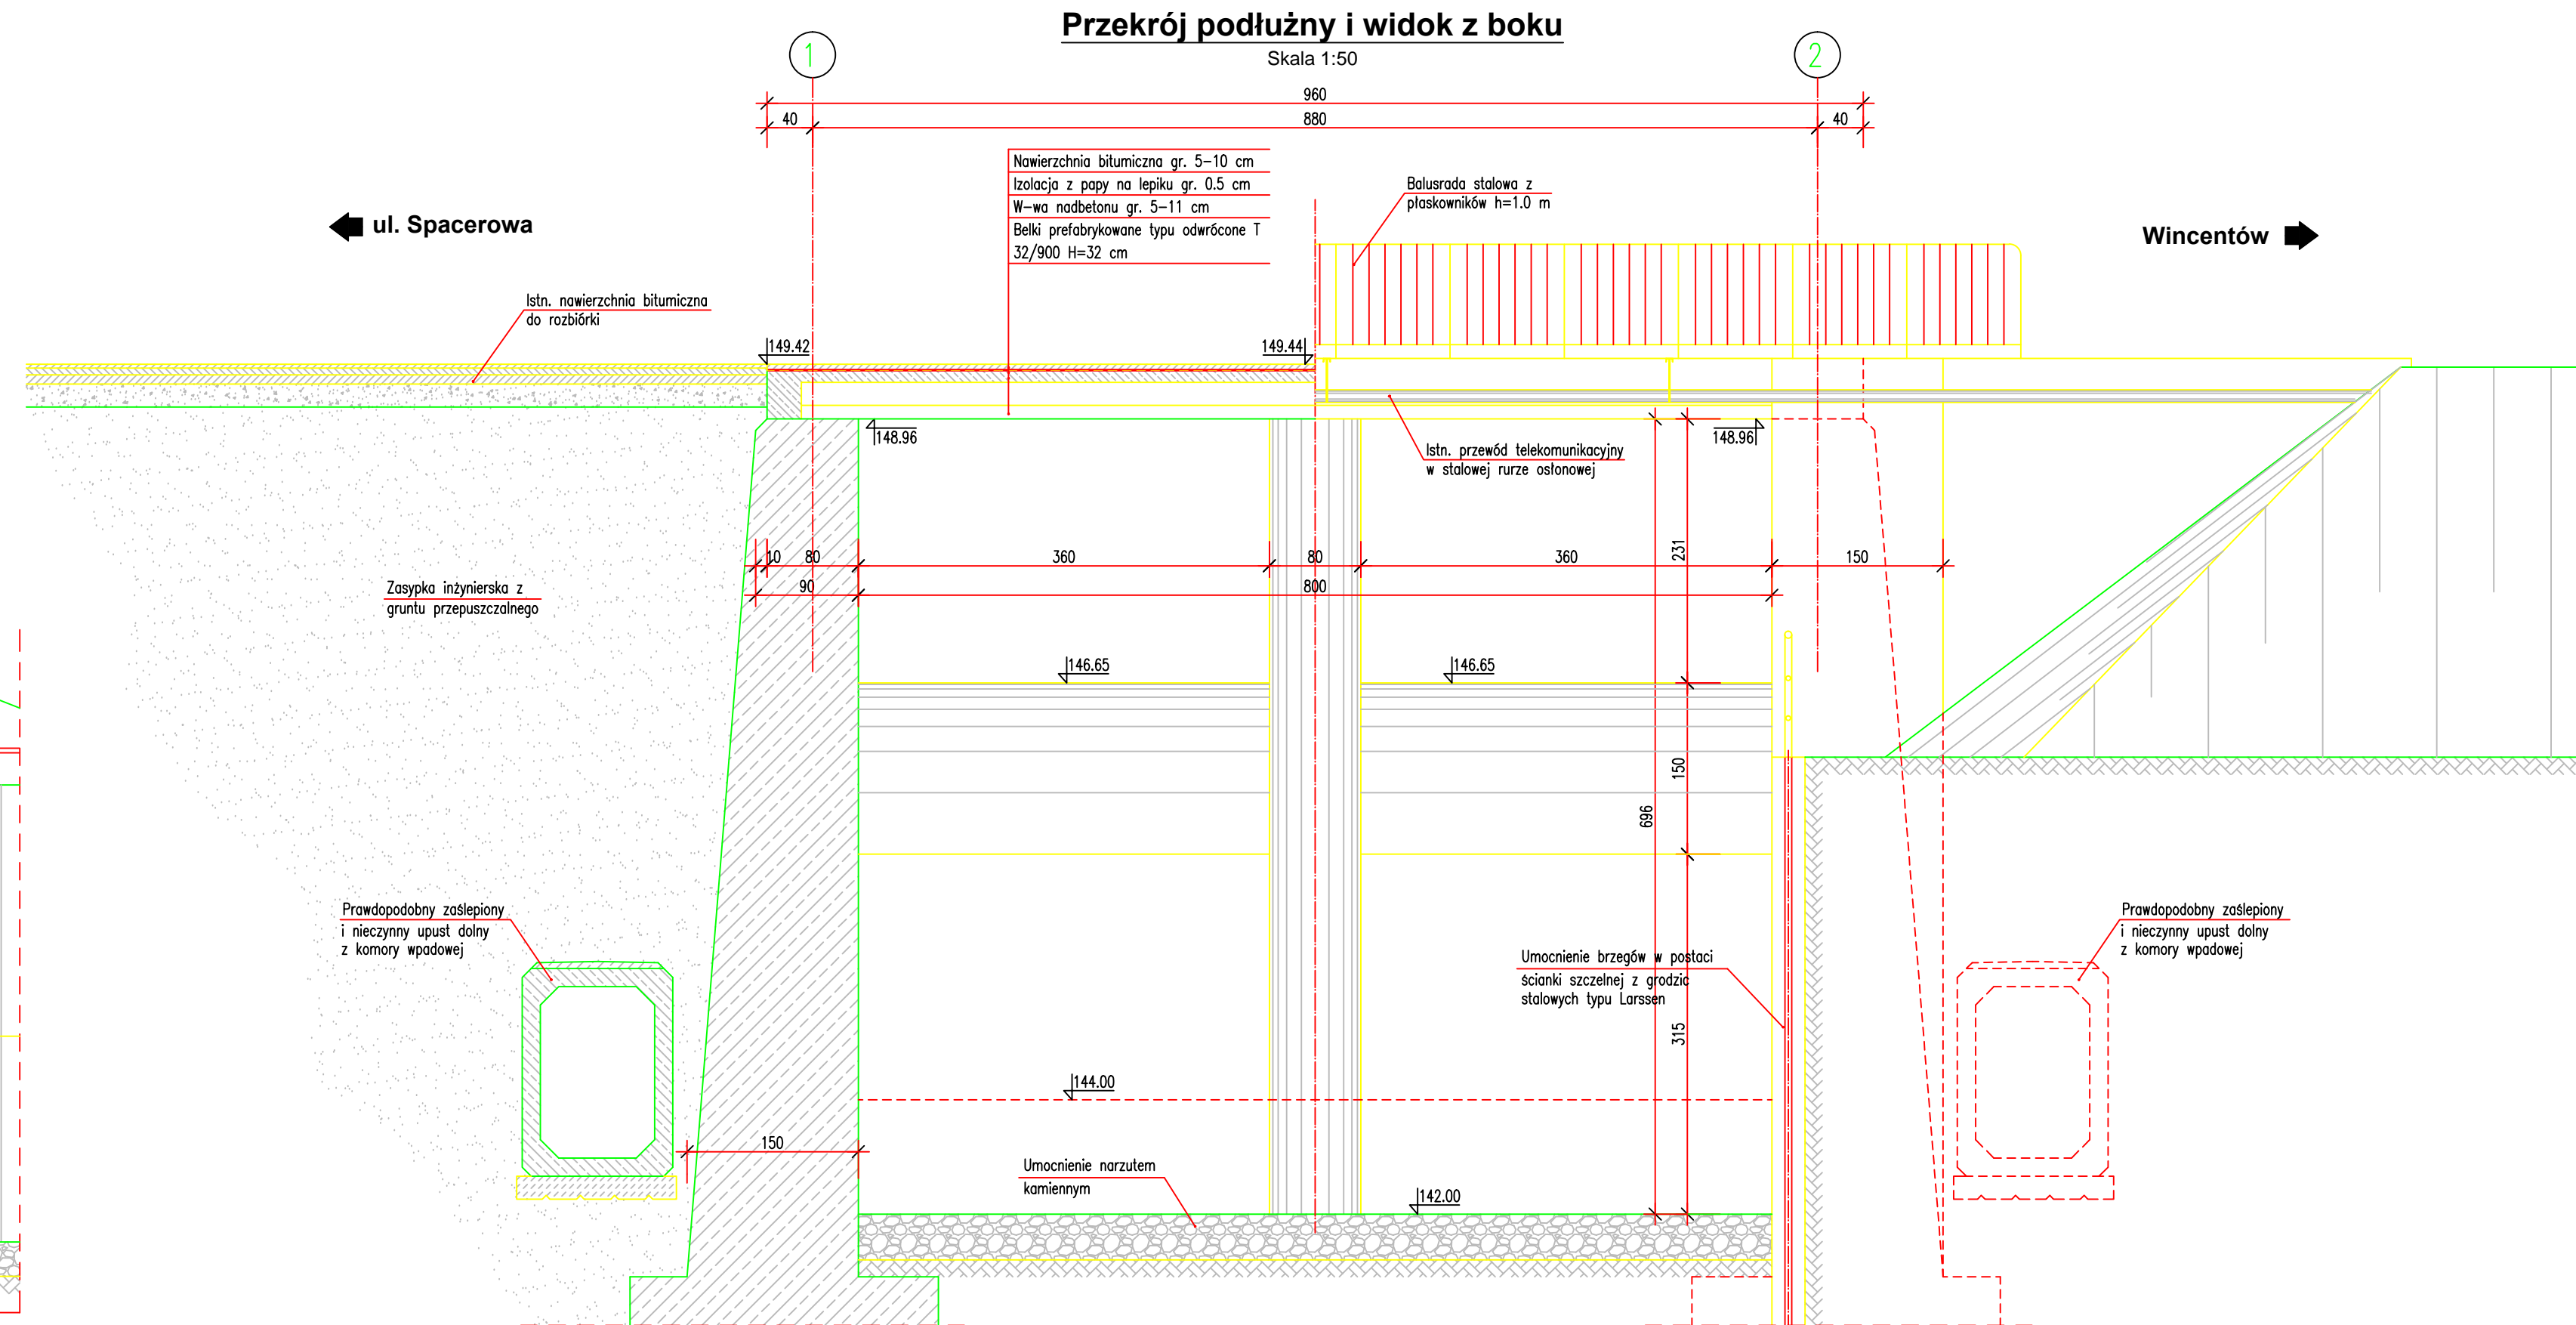 Przekrój podłużny i widok z boku
Skala 1:50
1
2
960
40
880
40
Nawierzchnia bitumiczna gr. 5-10 cm
Izolacja z papy na lepiku gr. 0.5 cm
W-wa nadbetonu gr. 5-11 cm
Belki prefabrykowane typu odwrócone T
32/900 H=32 cm
Balusrada stalowa z
płaskowników h=1.0 m
ul. Spacerowa
Wincentów
Istn. nawierzchnia bitumiczna
do rozbiórki
149.42
149.44
148.96
148.96
Istn. przewód telekomunikacyjny
w stalowej rurze osłonowej
10
80
360
80
360
231
150
90
800
Zasypka inżynierska z
gruntu przepuszczalnego
146.65
146.65
150
696
Prawdopodobny zaślepiony
i nieczynny upust dolny
z komory wpadowej
Prawdopodobny zaślepiony
i nieczynny upust dolny
z komory wpadowej
Umocnienie brzegów w postaci
ścianki szczelnej z grodzic
stalowych typu Larssen
315
144.00
150
Umocnienie narzutem
kamiennym
142.00